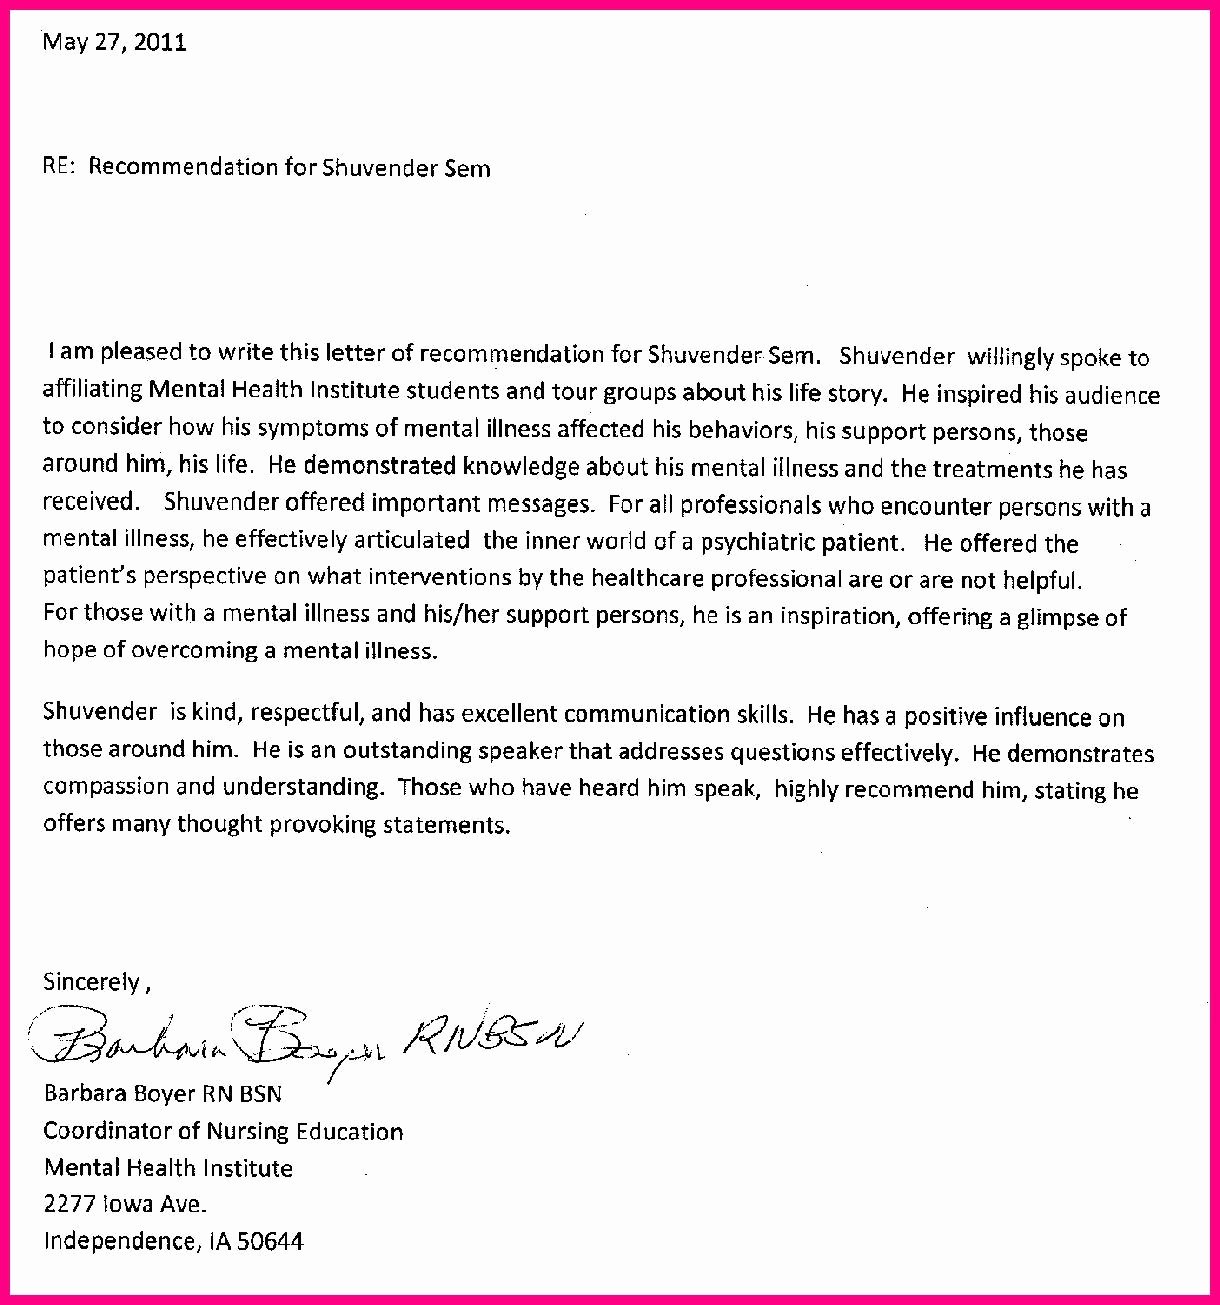 May 27, 2011
RE: Recommendation for Shuvender Sem
I am pleased to write this letter of recommendation for Shuvender Sem. Shuvender willingly spoke to
affiliating Mental Health Institute students and tour groups about his life story. He inspired his audience
to consider how his symptoms of mental illness affected his behaviors, his support persons, those
around him, his life. He demonstrated knowledge about his mental illness and the treatments he has
received. Shuvender offered important messages. For all professionals who encounter persons with a
mental illness, he effectively articulated the inner world of a psychiatric patient. He offered the
patient's perspective on what interventions by the healthcare professional are or are not helpful.
For those with a mental illness and his/her support persons, he is an inspiration, offering a glimpse of
hope of overcoming a mental illness.
Shuvender is kind, respectful, and has excellent communication skills. He has a positive influence on
those around him. He is an outstanding speaker that addresses questions effectively. He demonstrates
compassion and understanding. Those who have heard him speak, highly recommend him, stating he
offers many thought provoking statements.
Sincerely,
Barbara Boyer RN BSN
Barbara Boyer RN BSN
Coordinator of Nursing Education
Mental Health Institute
2277 Iowa Ave.
Independence, IA 50644